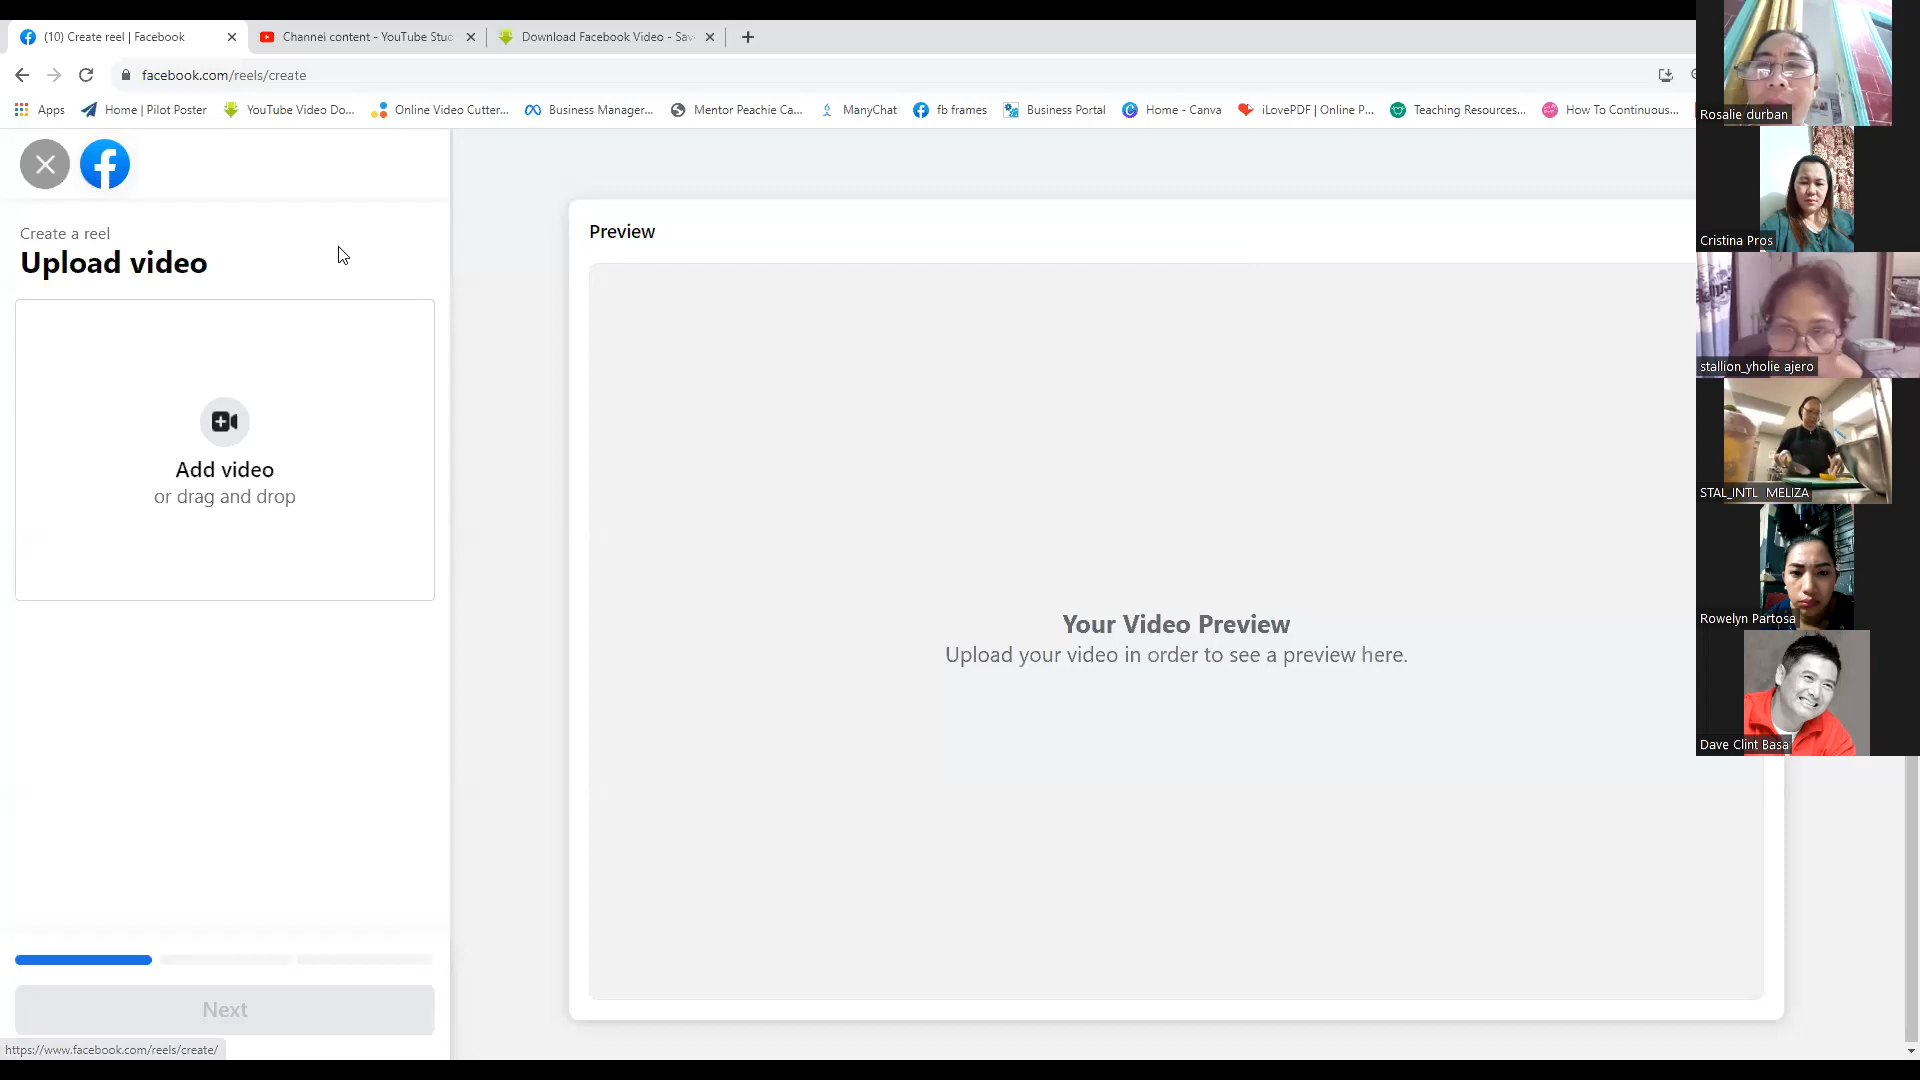 (10) Create reel | Facebook
Channel content - YouTube Stuc
Download Facebook Video - Sav
facebook.com/reels/create
Apps
Home | Pilot Poster
YouTube Video Do...
Online Video Cutter...
Business Manager...
Mentor Peachie Ca...
ManyChat
fb frames
Business Portal
Home - Canva
iLovePDF | Online P...
Teaching Resources...
How To Continuous...
Create a reel
Upload video
Add video
or drag and drop
Next
https://www.facebook.com/reels/create/
Preview
Your Video Preview
Upload your video in order to see a preview here.
Rosalie durban
Cristina Pros
stallion_yholie ajero
STAL_INTL MELIZA
Rowelyn Partosa
Dave Clint Basa